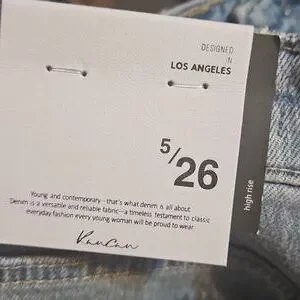 DESIGNED
IN
LOS ANGELES
5/26
Young and contemporary—that's what denim is all about.
Denim is a versatile and reliable fabric—a timeless testament to classic
everyday fashion every young woman will be proud to wear.
KanCan
high rise